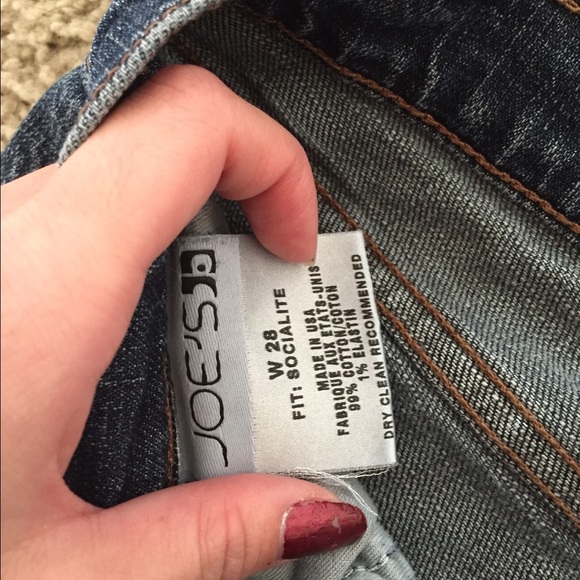 JOE'S
W 28
FIT: SOCIALITE
MADE IN USA
FABRIQUE AUX ETATS-UNIS
99% COTTON/COTON
1% ELASTIN
DRY CLEAN RECOMMENDED